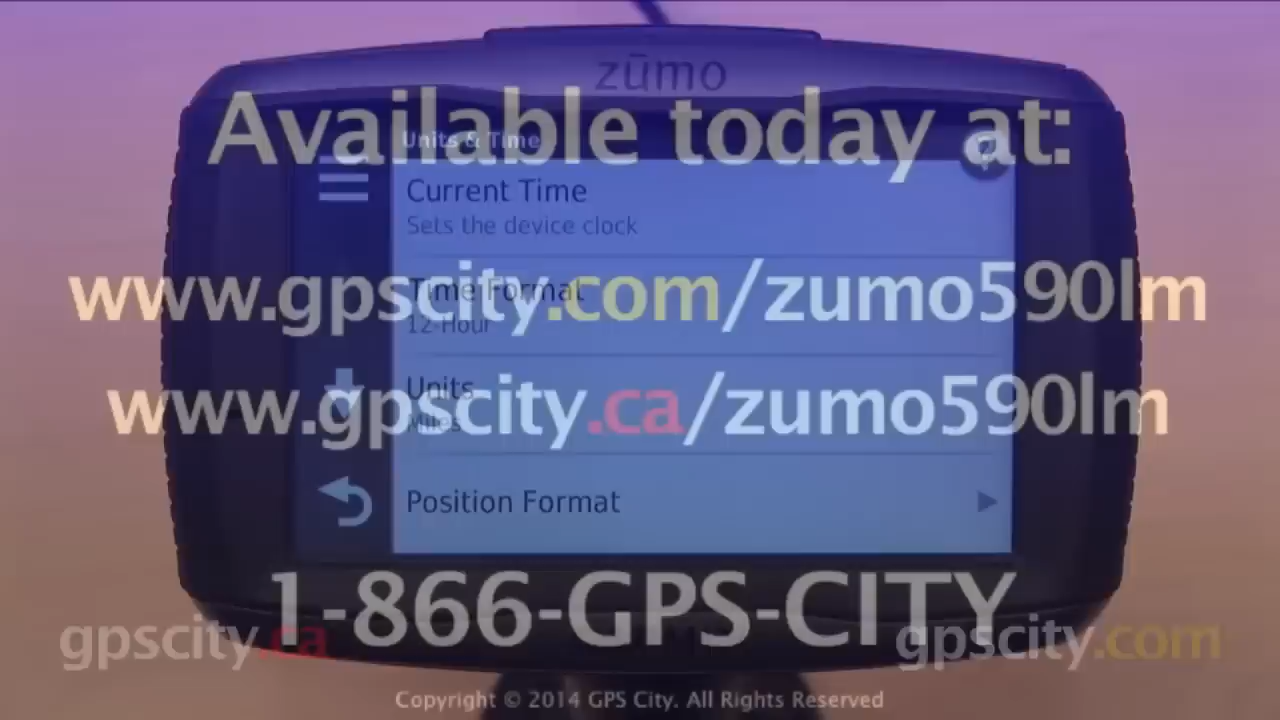 zūmo
Available today at:
Units & Time
Current Time
Sets the device clock
www.gpscity.com/zumo590lm
Time Format
12-Hour
Units
www.gpscity.ca/zumo590lm
Miles
Position Format
1-866-GPS-CITY
gpscity.ca
gpscity.com
Copyright © 2014 GPS City. All Rights Reserved